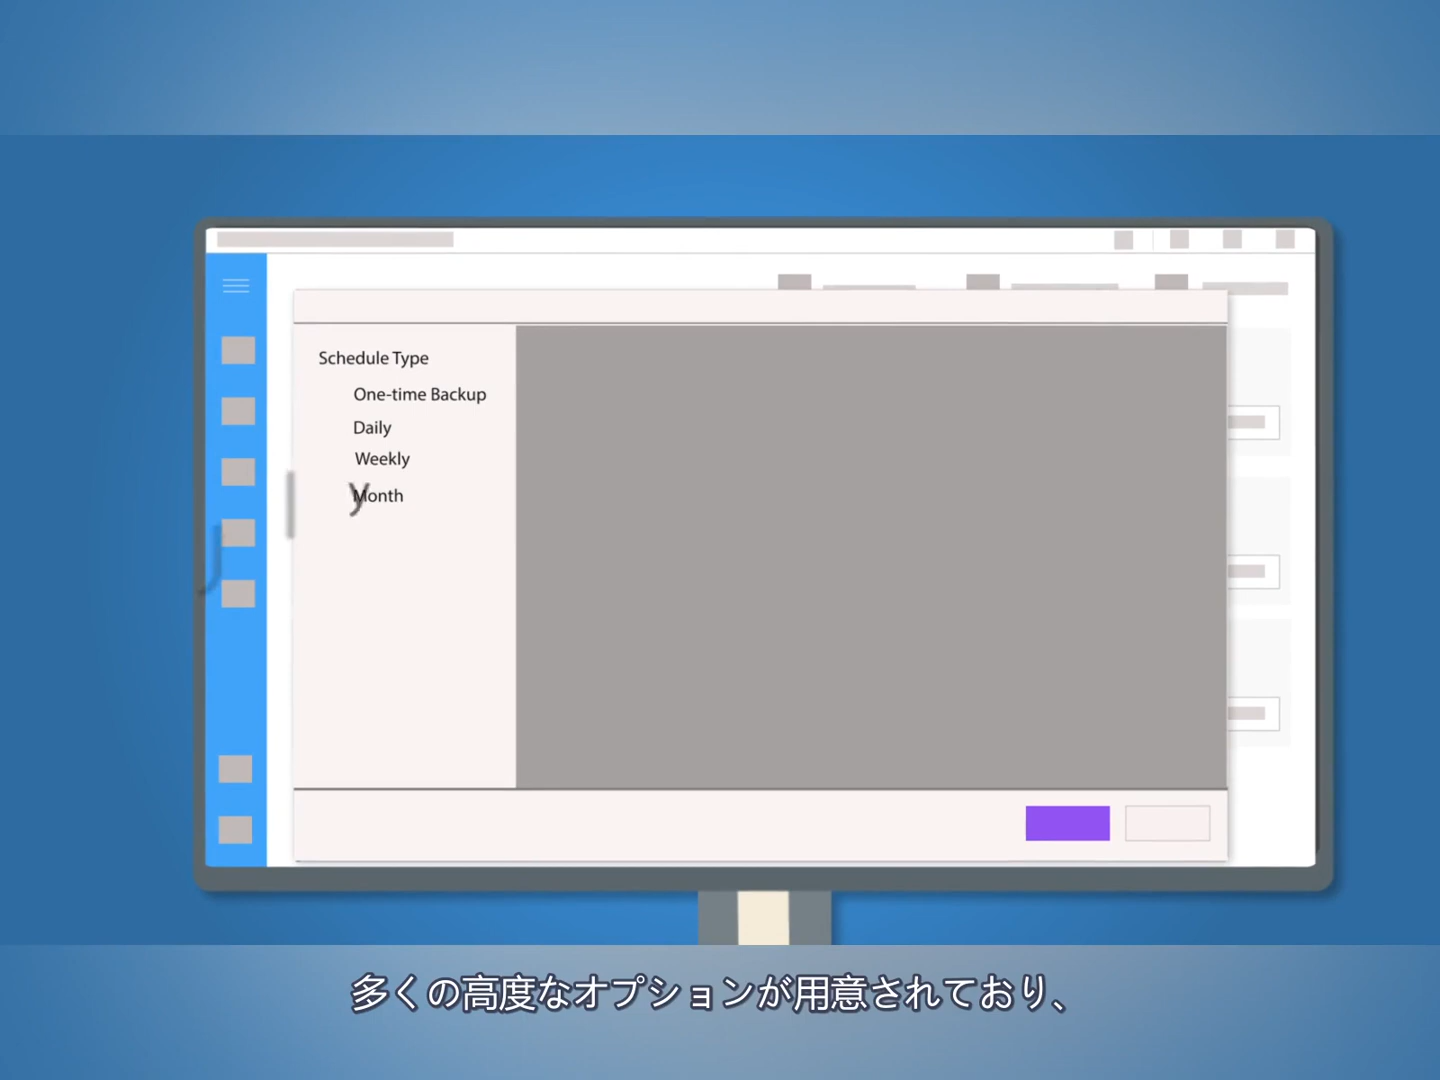 Schedule Type
One-time Backup
Daily
Weekly
Month
y
多くの高度なオプションが用意されており、